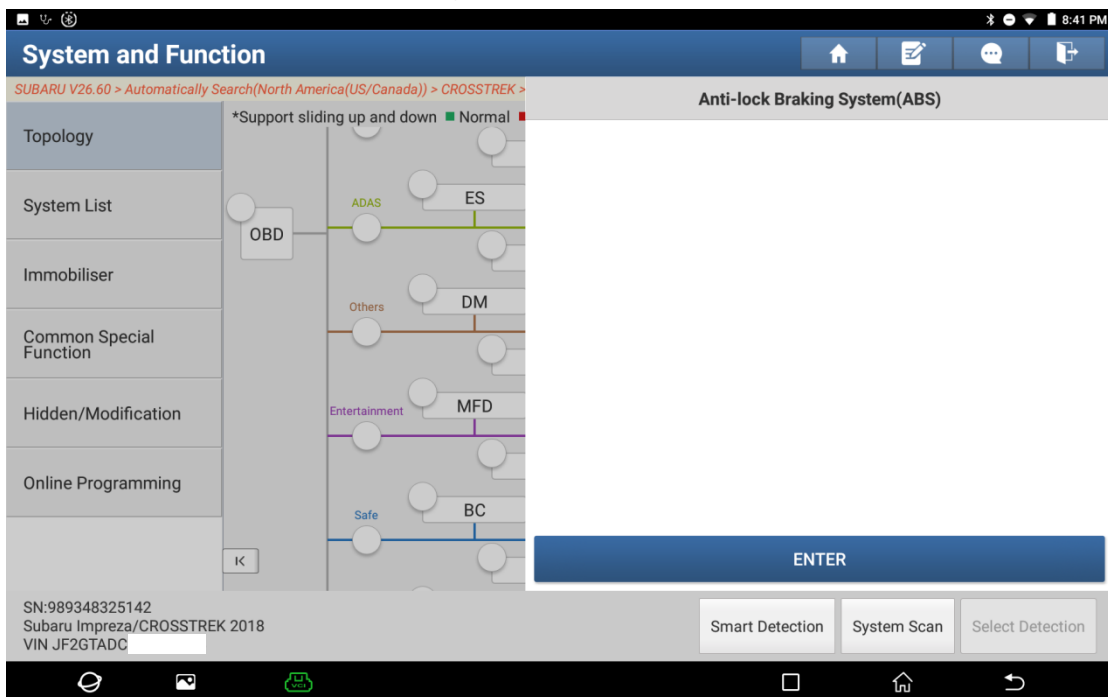 8:41 PM
System and Function
SUBARU V26.60 > Automatically Search(North America(US/Canada)) > CROSSTREK >
Anti-lock Braking System(ABS)
Topology
*Support sliding up and down Normal
System List
ADAS
ES
OBD
Immobiliser
Others
DM
Common Special
Function
Hidden/Modification
Entertainment
MFD
Online Programming
Safe
BC
ENTER
SN:989348325142
Subaru Impreza/CROSSTREK 2018
VIN JF2GTADC
Smart Detection
System Scan
Select Detection
VCI